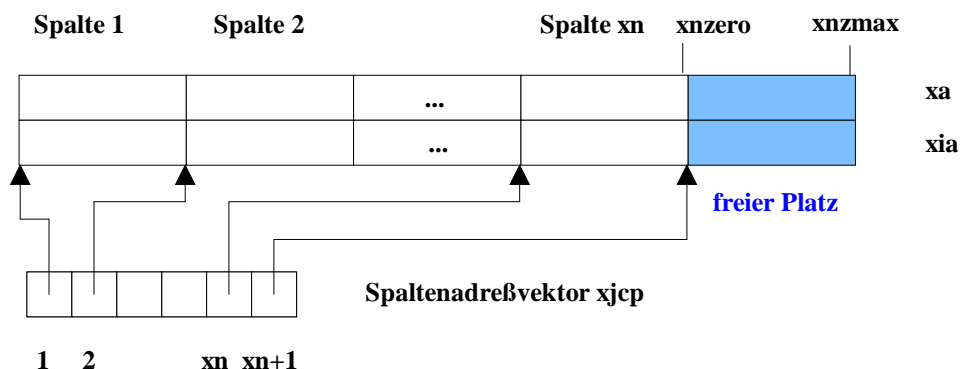 Spalte 1 Spalte 2 Spalte xn xnzero xnzmax
... xa
... xia
freier Platz
Spaltenadreßvektor xjcp
1 2 xn xn+1